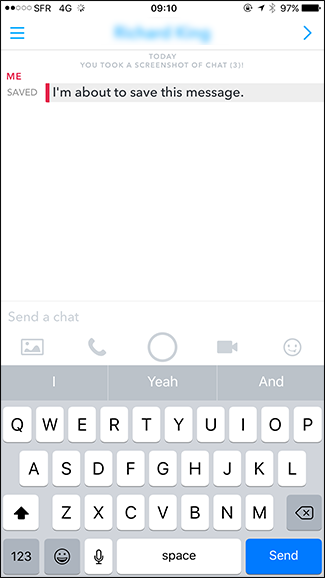 SFR 4G 09:10 97%
TODAY
YOU TOOK A SCREENSHOT OF CHAT (3)!
ME
SAVED I'm about to save this message.
Send a chat
I Yeah And
Q W E R T Y U I O P
A S D F G H J K L
Z X C V B N M
123 space Send